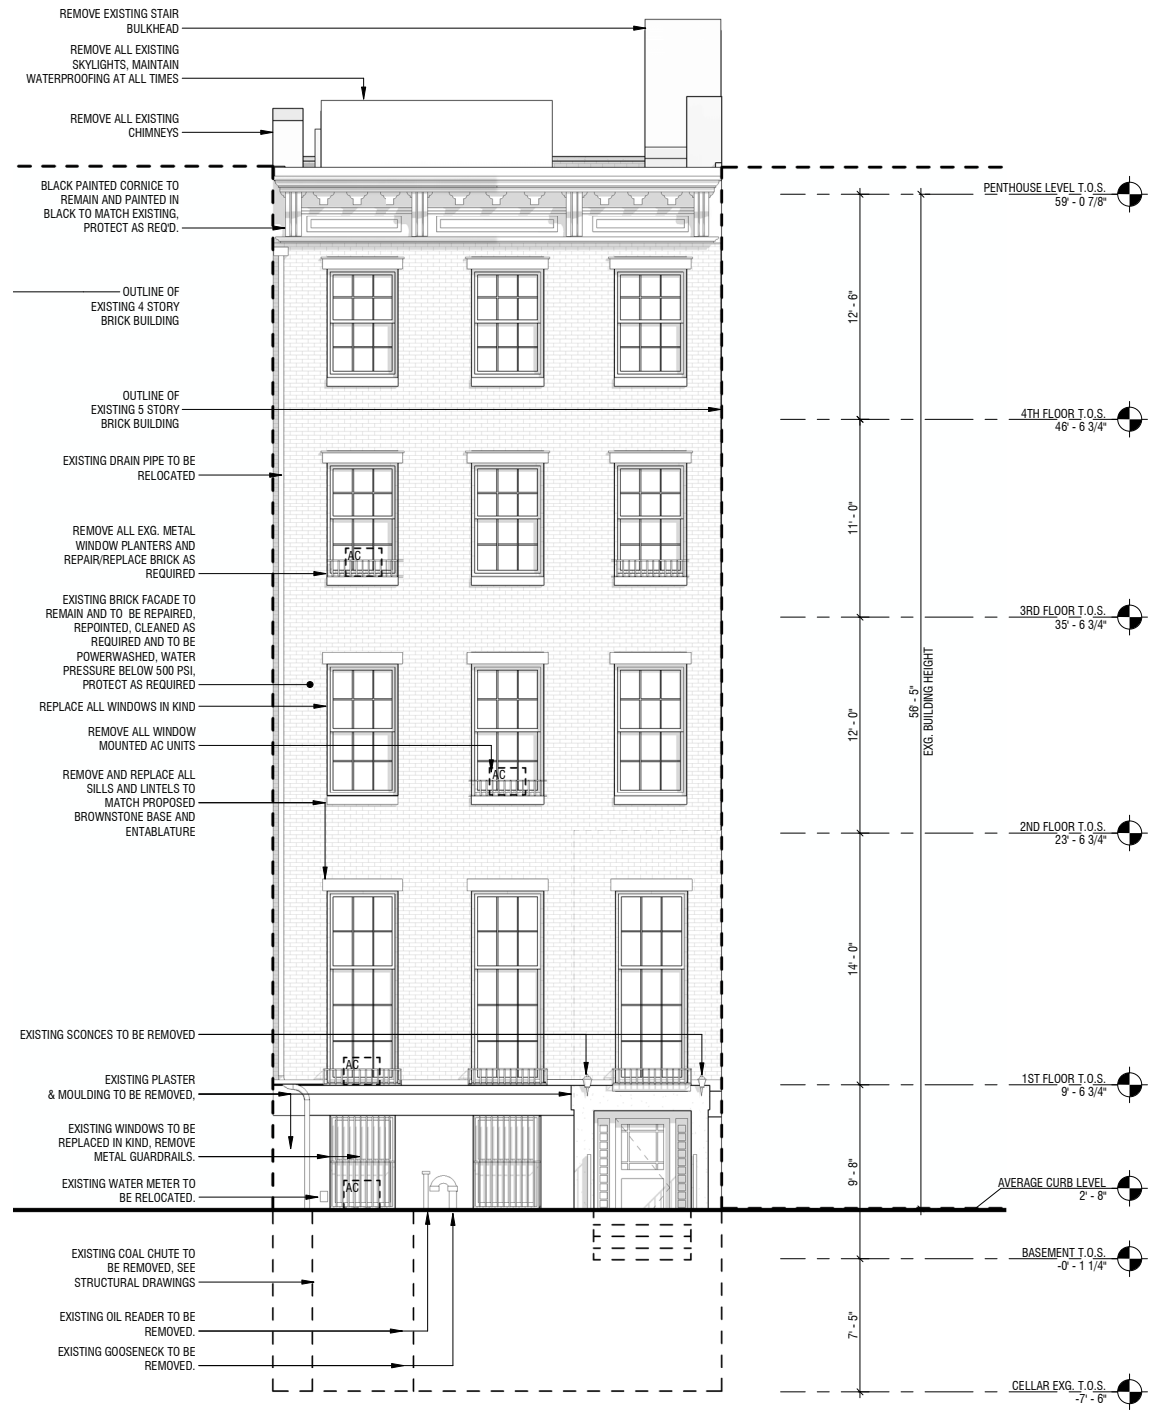 REMOVE EXISTING STAIR
BULKHEAD
REMOVE ALL EXISTING
SKYLIGHTS, MAINTAIN
WATERPROOFING AT ALL TIMES
REMOVE ALL EXISTING
CHIMNEYS
BLACK PAINTED CORNICE TO
REMAIN AND PAINTED IN
BLACK TO MATCH EXISTING,
PROTECT AS REQ'D.
OUTLINE OF
EXISTING 4 STORY
BRICK BUILDING
OUTLINE OF
EXISTING 5 STORY
BRICK BUILDING
EXISTING DRAIN PIPE TO BE
RELOCATED
REMOVE ALL EXG. METAL
WINDOW PLANTERS AND
REPAIR/REPLACE BRICK AS
REQUIRED
EXISTING BRICK FACADE TO
REMAIN AND TO BE REPAIRED,
REPOINTED, CLEANED AS
REQUIRED AND TO BE
POWERWASHED, WATER
PRESSURE BELOW 500 PSI,
PROTECT AS REQUIRED
REPLACE ALL WINDOWS IN KIND
REMOVE ALL WINDOW
MOUNTED AC UNITS
REMOVE AND REPLACE ALL
SILLS AND LINTELS TO
MATCH PROPOSED
BROWNSTONE BASE AND
ENTABLATURE
EXISTING SCONCES TO BE REMOVED
EXISTING PLASTER
& MOULDING TO BE REMOVED,
EXISTING WINDOWS TO BE
REPLACED IN KIND, REMOVE
METAL GUARDRAILS.
EXISTING WATER METER TO
BE RELOCATED.
EXISTING COAL CHUTE TO
BE REMOVED, SEE
STRUCTURAL DRAWINGS
EXISTING OIL READER TO BE
REMOVED.
EXISTING GOOSENECK TO BE
REMOVED.
AC
AC
AC
AC
12' - 6"
11' - 0"
12' - 0"
14' - 0"
9' - 8"
7' - 5"
56' - 5"
EXG. BUILDING HEIGHT
PENTHOUSE LEVEL T.O.S.
59' - 0 7/8"
4TH FLOOR T.O.S.
46' - 6 3/4"
3RD FLOOR T.O.S.
35' - 6 3/4"
2ND FLOOR T.O.S.
23' - 6 3/4"
1ST FLOOR T.O.S.
9' - 6 3/4"
AVERAGE CURB LEVEL
2' - 8"
BASEMENT T.O.S.
-0' - 1 1/4"
CELLAR EXG. T.O.S.
-7' - 6"